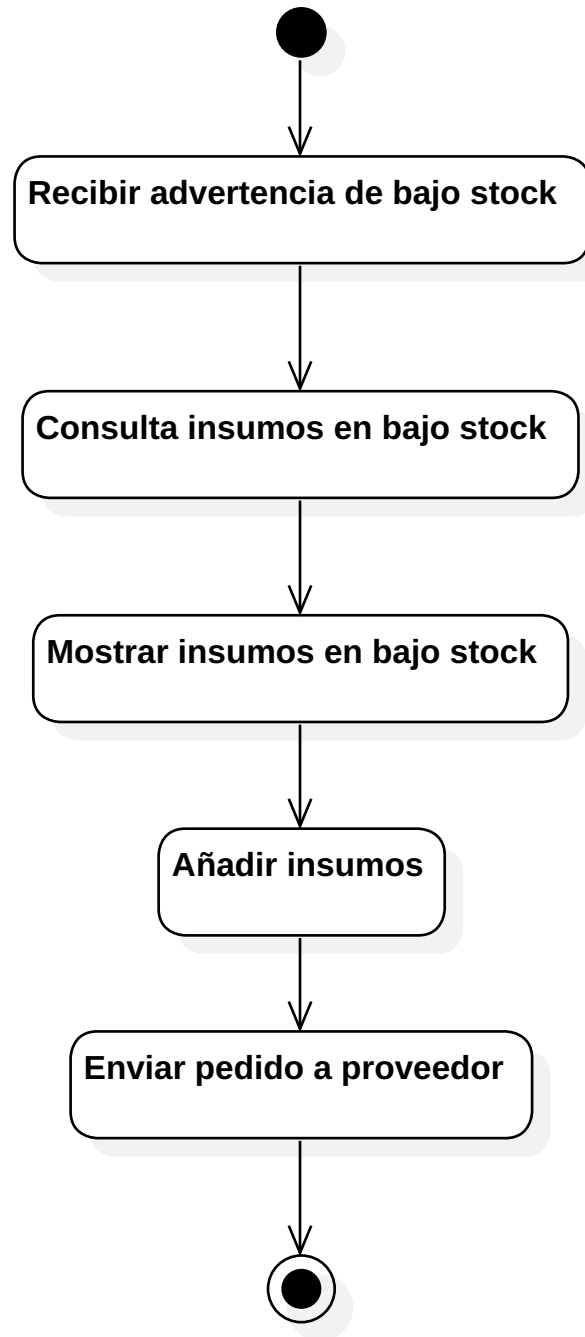 Recibir advertencia de bajo stock
Consulta insumos en bajo stock
Mostrar insumos en bajo stock
Añadir insumos
Enviar pedido a proveedor